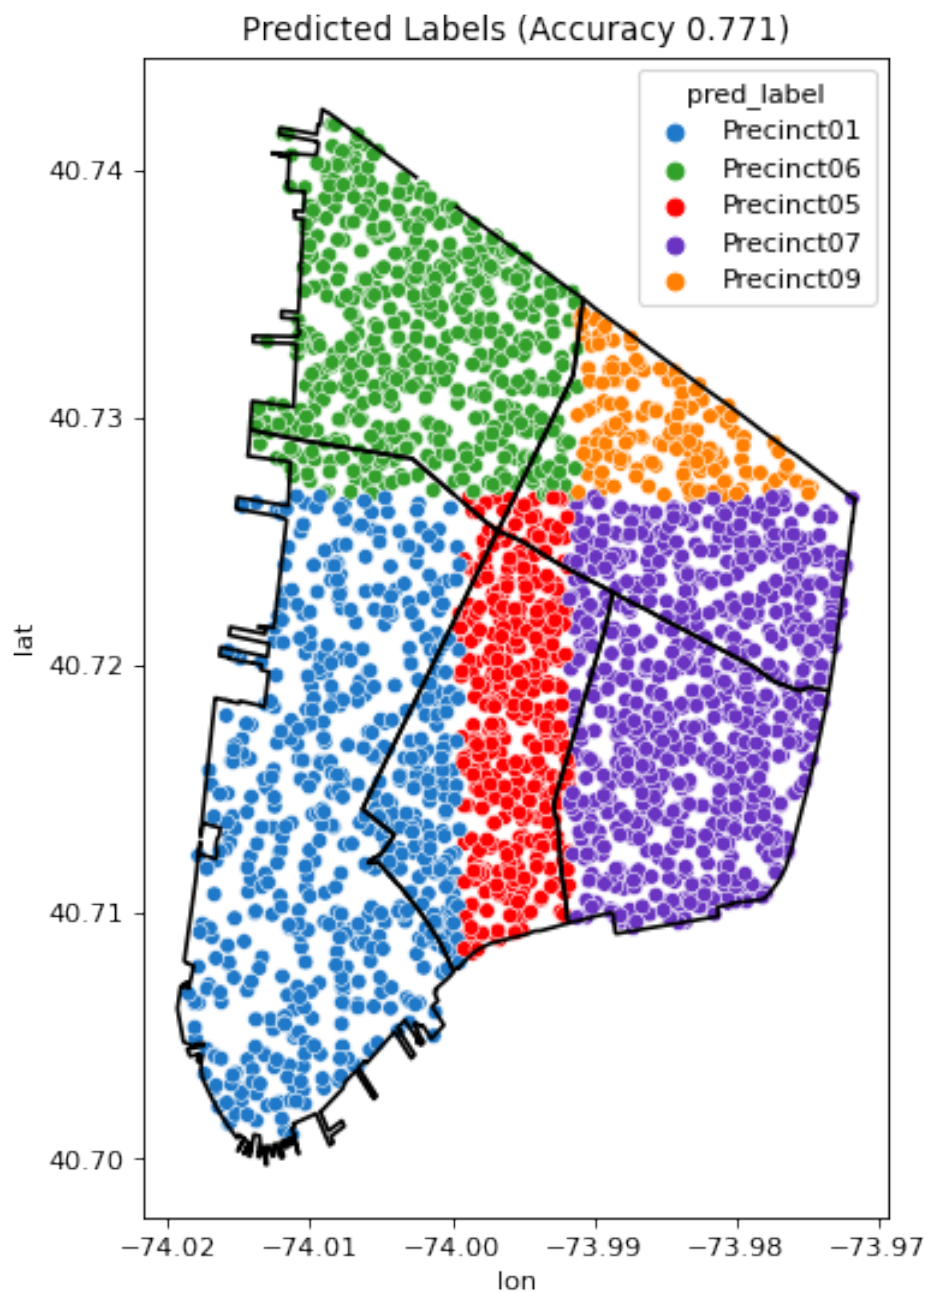 Predicted Labels (Accuracy 0.771)
pred_label
Precinct01
Precinct06
Precinct05
Precinct07
Precinct09
40.74
40.73
40.72
40.71
40.70
lat
−74.02 −74.01 −74.00 −73.99 −73.98 −73.97
lon